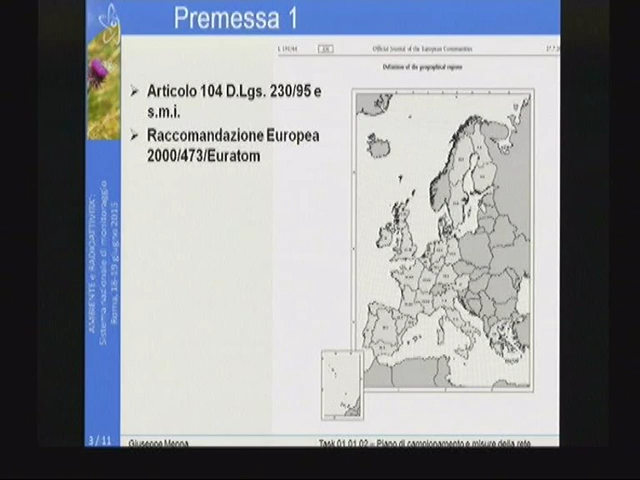 Premessa 1
Official Journal of the European Communities
Definition of the geographical regions
➢ Articolo 104 D.Lgs. 230/95 e
s.m.i.
➢ Raccomandazione Europea
2000/473/Euratom
AMBIENTE e RADIOATTIVITA':
Sistema nazionale di monitoraggio
Roma, 18-19 giugno 2015
3 / 11
Giuseppe Menna
Task 01.01.02 – Piano di campionamento e misure della rete